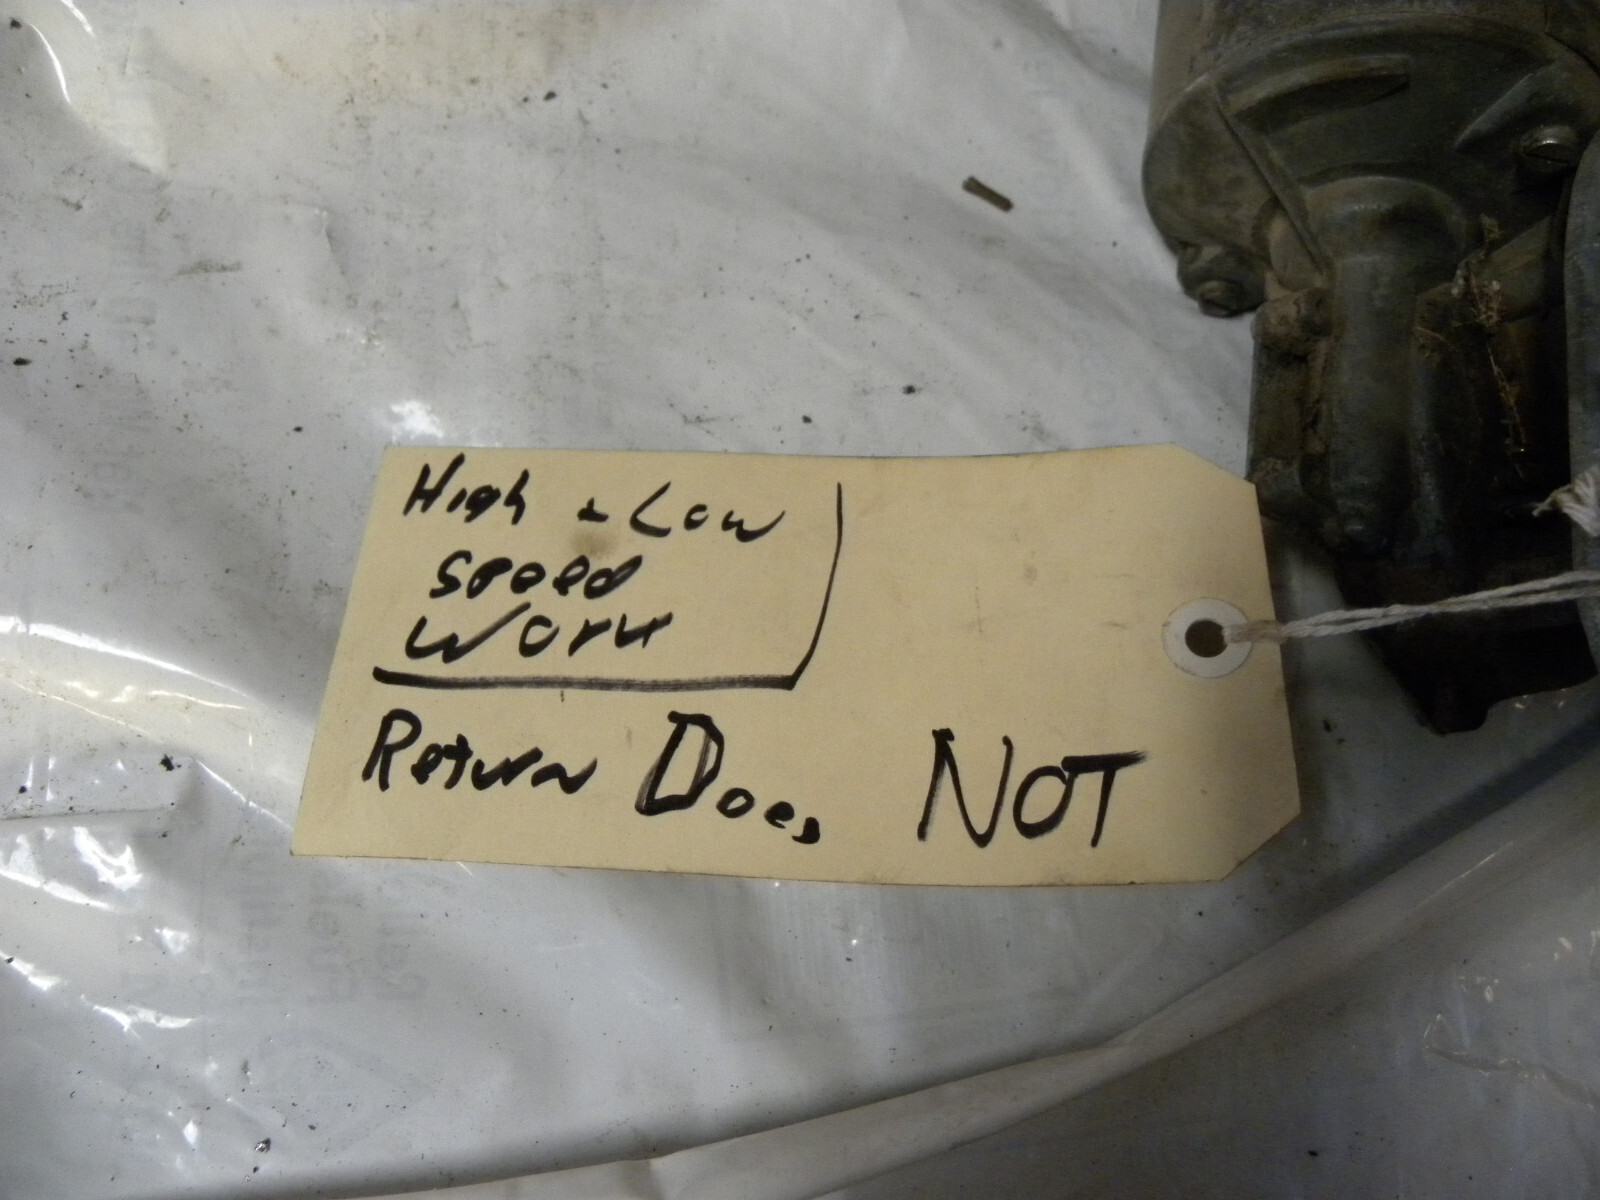 High + Low
Speed
Work
Return Does NOT